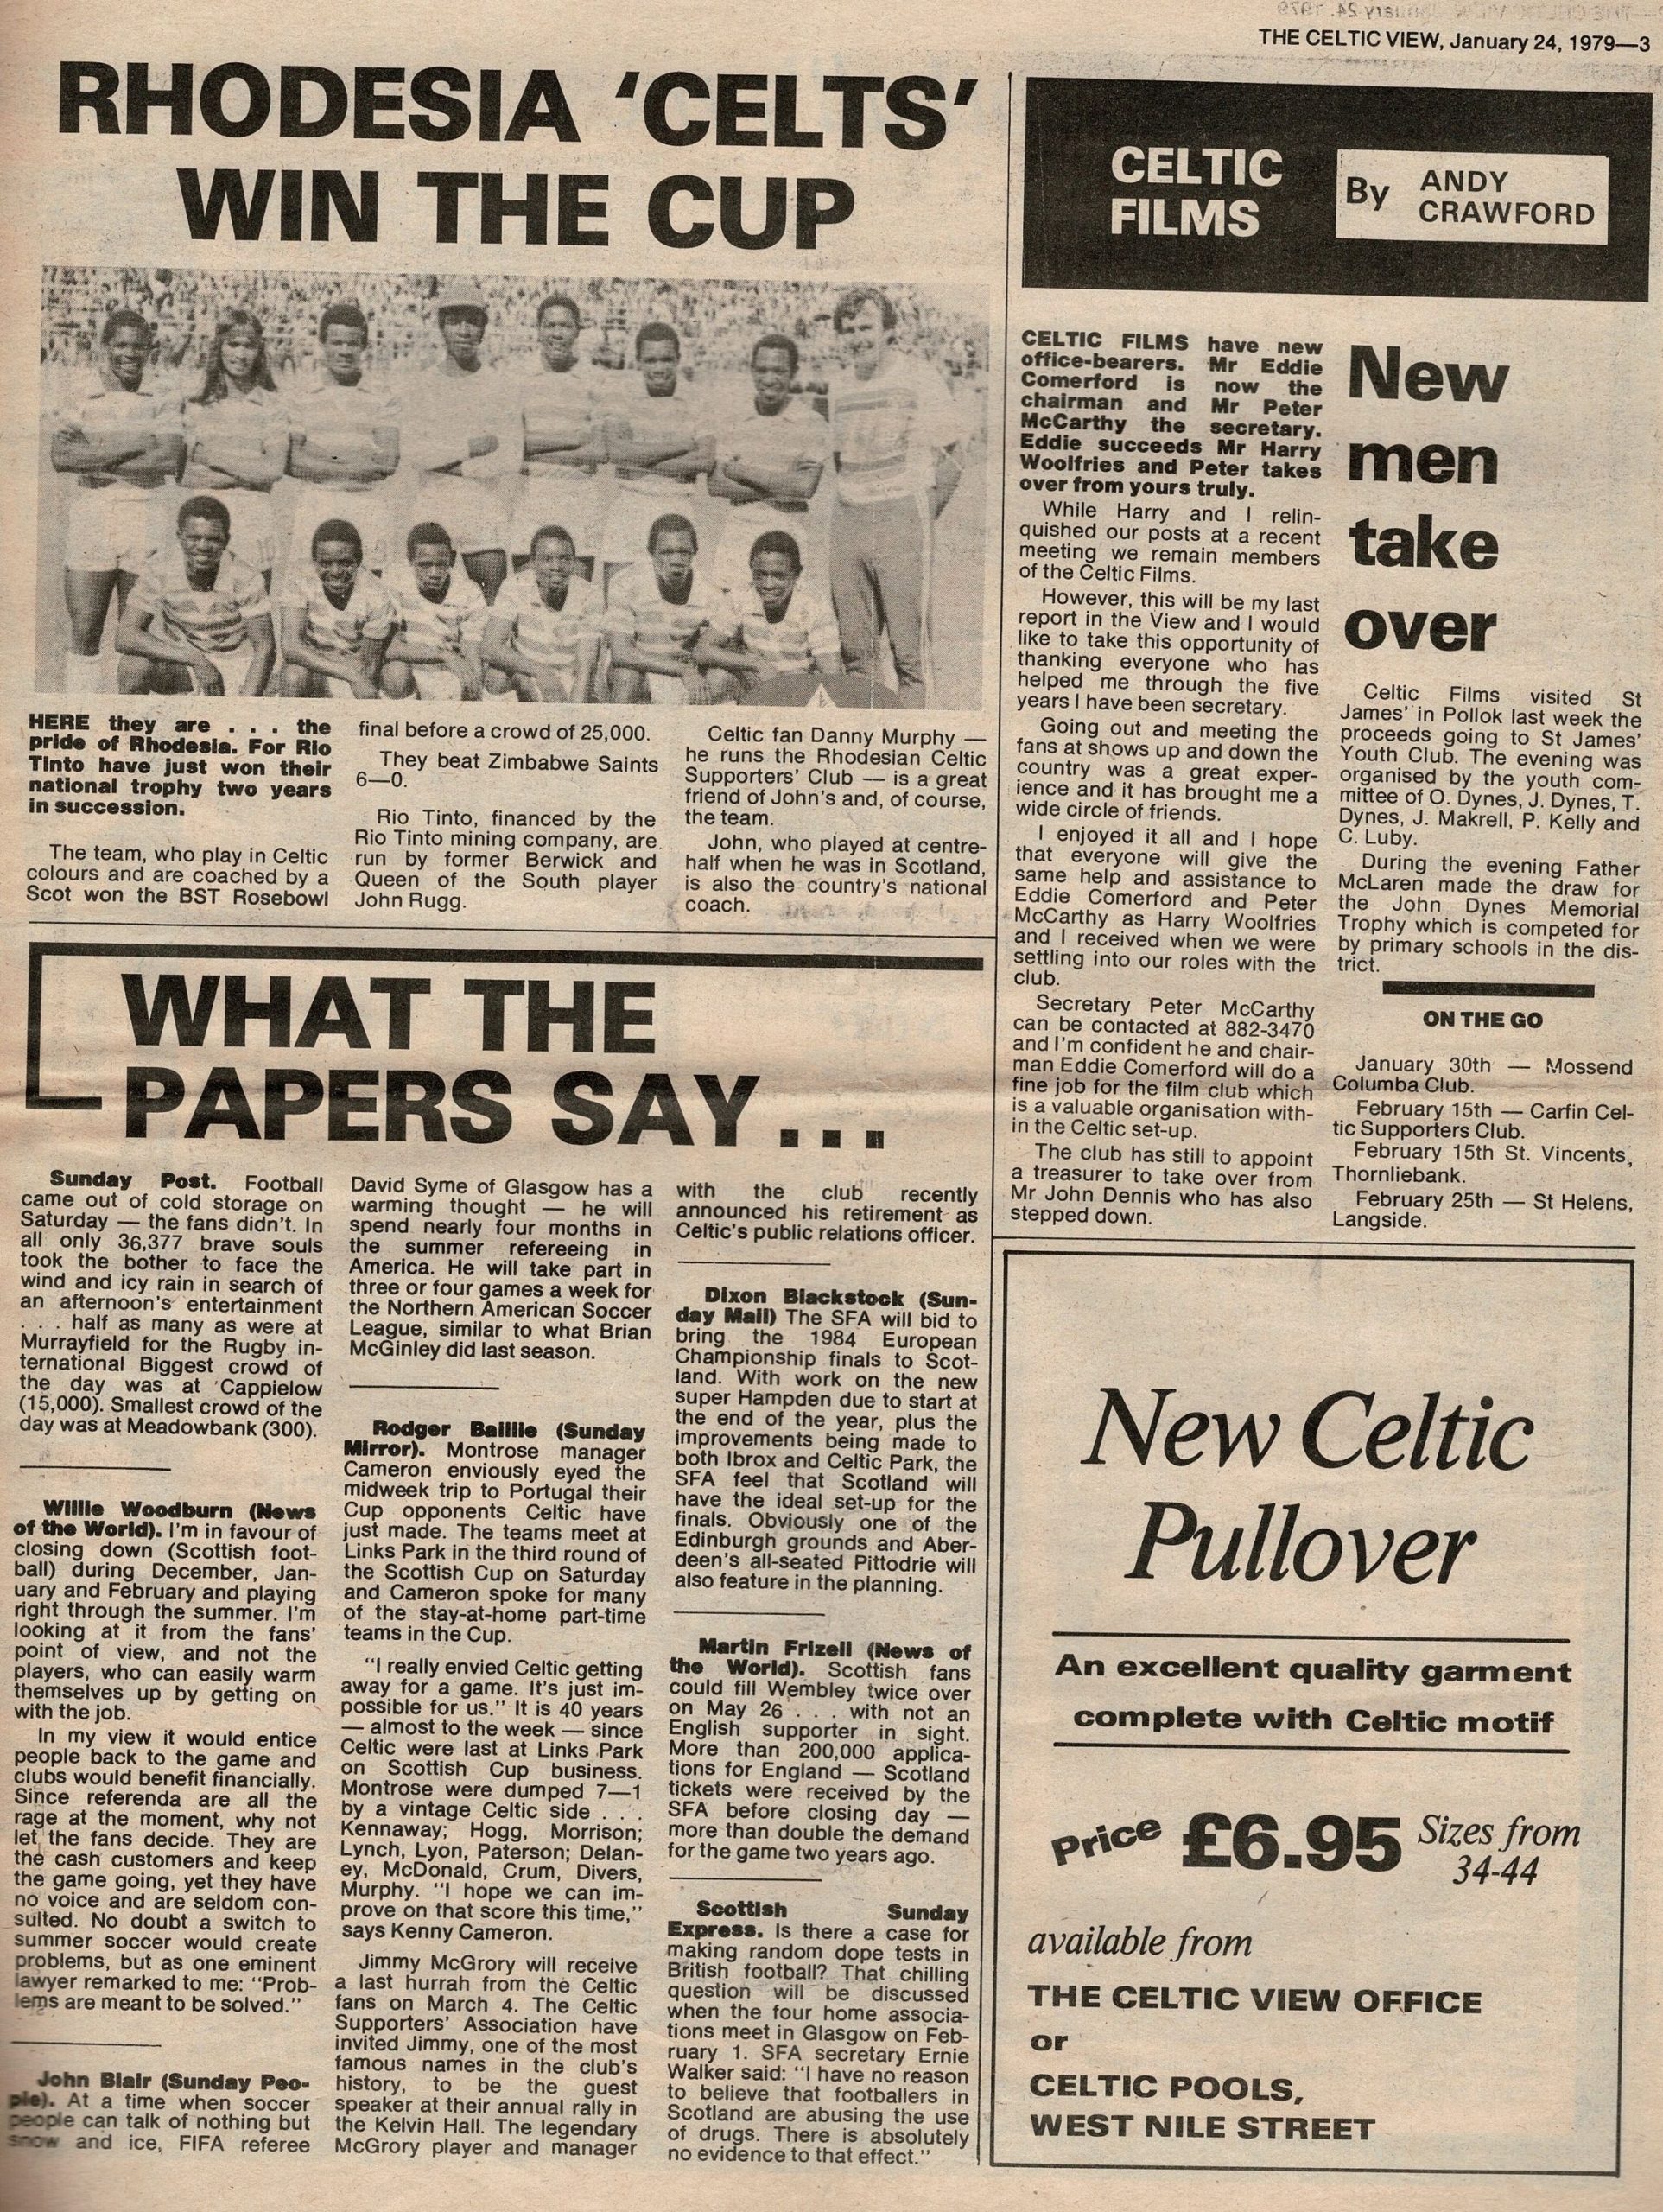 THE CELTIC VIEW, January 24, 1979—3
RHODESIA 'CELTS'
WIN THE CUP
HERE they are . . . the
pride of Rhodesia. For Rio
Tinto have just won their
national trophy two years
in succession.
The team, who play in Celtic
colours and are coached by a
Scot won the BST Rosebowl
final before a crowd of 25,000.
They beat Zimbabwe Saints
6—0.
Rio Tinto, financed by the
Rio Tinto mining company, are
run by former Berwick and
Queen of the South player
John Rugg.
Celtic fan Danny Murphy —
he runs the Rhodesian Celtic
Supporters' Club — is a great
friend of John's and, of course,
the team.
John, who played at centre-
half when he was in Scotland,
is also the country's national
coach.
WHAT THE
PAPERS SAY...
Sunday Post. Football
came out of cold storage on
Saturday — the fans didn't. In
all only 36,377 brave souls
took the bother to face the
wind and icy rain in search of
an afternoon's entertainment
. . . half as many as were at
Murrayfield for the Rugby in-
ternational Biggest crowd of
the day was at Cappielow
(15,000). Smallest crowd of the
day was at Meadowbank (300).
Willie Woodburn (News
of the World). I'm in favour of
closing down (Scottish foot-
ball) during December, Jan-
uary and February and playing
right through the summer. I'm
looking at it from the fans'
point of view, and not the
players, who can easily warm
themselves up by getting on
with the job.
In my view it would entice
people back to the game and
clubs would benefit financially.
Since referenda are all the
rage at the moment, why not
let the fans decide. They are
the cash customers and keep
the game going, yet they have
no voice and are seldom con-
sulted. No doubt a switch to
summer soccer would create
problems, but as one eminent
lawyer remarked to me: "Prob-
lems are meant to be solved."
John Blair (Sunday Peo-
ple). At a time when soccer
people can talk of nothing but
snow and ice, FIFA referee
David Syme of Glasgow has a
warming thought — he will
spend nearly four months in
the summer refereeing in
America. He will take part in
three or four games a week for
the Northern American Soccer
League, similar to what Brian
McGinley did last season.
Rodger Baillie (Sunday
Mirror). Montrose manager
Cameron enviously eyed the
midweek trip to Portugal their
Cup opponents Celtic have
just made. The teams meet at
Links Park in the third round of
the Scottish Cup on Saturday
and Cameron spoke for many
of the stay-at-home part-time
teams in the Cup.
"I really envied Celtic getting
away for a game. It's just im-
possible for us." It is 40 years
— almost to the week — since
Celtic were last at Links Park
on Scottish Cup business.
Montrose were dumped 7—1
by a vintage Celtic side . . .
Kennaway; Hogg, Morrison;
Lynch, Lyon, Paterson; Delan-
ey, McDonald, Crum, Divers,
Murphy. "I hope we can im-
prove on that score this time,"
says Kenny Cameron.
Jimmy McGrory will receive
a last hurrah from the Celtic
fans on March 4. The Celtic
Supporters' Association have
invited Jimmy, one of the most
famous names in the club's
history, to be the guest
speaker at their annual rally in
the Kelvin Hall. The legendary
McGrory player and manager
with the club recently
announced his retirement as
Celtic's public relations officer.
Dixon Blackstock (Sun-
day Mail) The SFA will bid to
bring the 1984 European
Championship finals to Scot-
land. With work on the new
super Hampden due to start at
the end of the year, plus the
improvements being made to
both Ibrox and Celtic Park, the
SFA feel that Scotland will
have the ideal set-up for the
finals. Obviously one of the
Edinburgh grounds and Aber-
deen's all-seated Pittodrie will
also feature in the planning.
Martin Frizell (News of
the World). Scottish fans
could fill Wembley twice over
on May 26 . . . with not an
English supporter in sight.
More than 200,000 applica-
tions for England — Scotland
tickets were received by the
SFA before closing day —
more than double the demand
for the game two years ago.
Scottish Sunday
Express. Is there a case for
making random dope tests in
British football? That chilling
question will be discussed
when the four home associa-
tions meet in Glasgow on Feb-
ruary 1. SFA secretary Ernie
Walker said: "I have no reason
to believe that footballers in
Scotland are abusing the use
of drugs. There is absolutely
no evidence to that effect."
CELTIC
FILMS
By ANDY
CRAWFORD
New
men
take
over
CELTIC FILMS have new
office-bearers. Mr Eddie
Comerford is now the
chairman and Mr Peter
McCarthy the secretary.
Eddie succeeds Mr Harry
Woolfries and Peter takes
over from yours truly.
While Harry and I relin-
quished our posts at a recent
meeting we remain members
of the Celtic Films.
However, this will be my last
report in the View and I would
like to take this opportunity of
thanking everyone who has
helped me through the five
years I have been secretary.
Going out and meeting the
fans at shows up and down the
country was a great exper-
ience and it has brought me a
wide circle of friends.
I enjoyed it all and I hope
that everyone will give the
same help and assistance to
Eddie Comerford and Peter
McCarthy as Harry Woolfries
and I received when we were
settling into our roles with the
club.
Secretary Peter McCarthy
can be contacted at 882-3470
and I'm confident he and chair-
man Eddie Comerford will do a
fine job for the film club which
is a valuable organisation with-
in the Celtic set-up.
The club has still to appoint
a treasurer to take over from
Mr John Dennis who has also
stepped down.
Celtic Films visited St
James' in Pollok last week the
proceeds going to St James'
Youth Club. The evening was
organised by the youth com-
mittee of O. Dynes, J. Dynes, T.
Dynes, J. Makrell, P. Kelly and
C. Luby.
During the evening Father
McLaren made the draw for
the John Dynes Memorial
Trophy which is competed for
by primary schools in the dis-
trict.
ON THE GO
January 30th — Mossend
Columba Club.
February 15th — Carfin Cel-
tic Supporters Club.
February 15th St. Vincents,
Thornliebank.
February 25th — St Helens,
Langside.
New Celtic
Pullover
An excellent quality garment
complete with Celtic motif
Price £6.95 Sizes from
34-44
available from
THE CELTIC VIEW OFFICE
or
CELTIC POOLS,
WEST NILE STREET